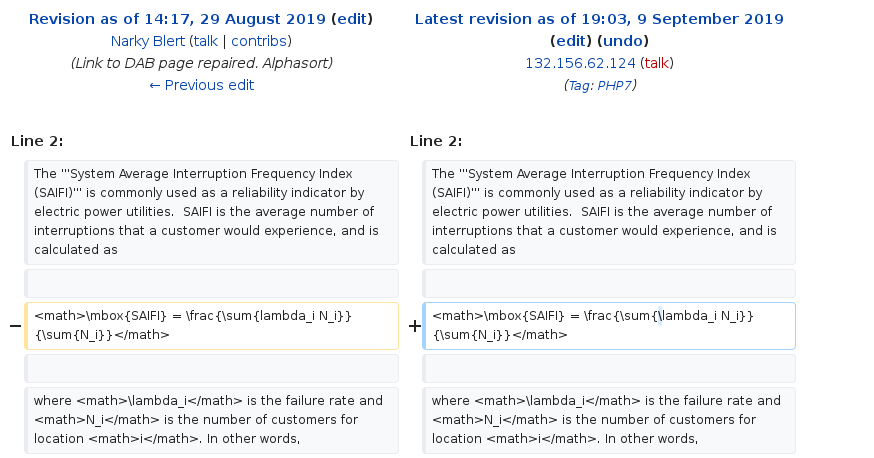 Revision as of 14:17, 29 August 2019 (edit)
Narky Blert (talk | contribs)
(Link to DAB page repaired. Alphasort)
← Previous edit
Latest revision as of 19:03, 9 September 2019
(edit) (undo)
132.156.62.124 (talk)
(Tag: PHP7)
Line 2:
Line 2:
The '''System Average Interruption Frequency Index
(SAIFI)''' is commonly used as a reliability indicator by
electric power utilities.  SAIFI is the average number of
interruptions that a customer would experience, and is
calculated as
The '''System Average Interruption Frequency Index
(SAIFI)''' is commonly used as a reliability indicator by
electric power utilities.  SAIFI is the average number of
interruptions that a customer would experience, and is
calculated as
− <math>\mbox{SAIFI} = \frac{\sum{lambda_i N_i}}
{\sum{N_i}}</math>
+ <math>\mbox{SAIFI} = \frac{\sum{\lambda_i N_i}}
{\sum{N_i}}</math>
where <math>\lambda_i</math> is the failure rate and
<math>N_i</math> is the number of customers for
location <math>i</math>. In other words,
where <math>\lambda_i</math> is the failure rate and
<math>N_i</math> is the number of customers for
location <math>i</math>. In other words,